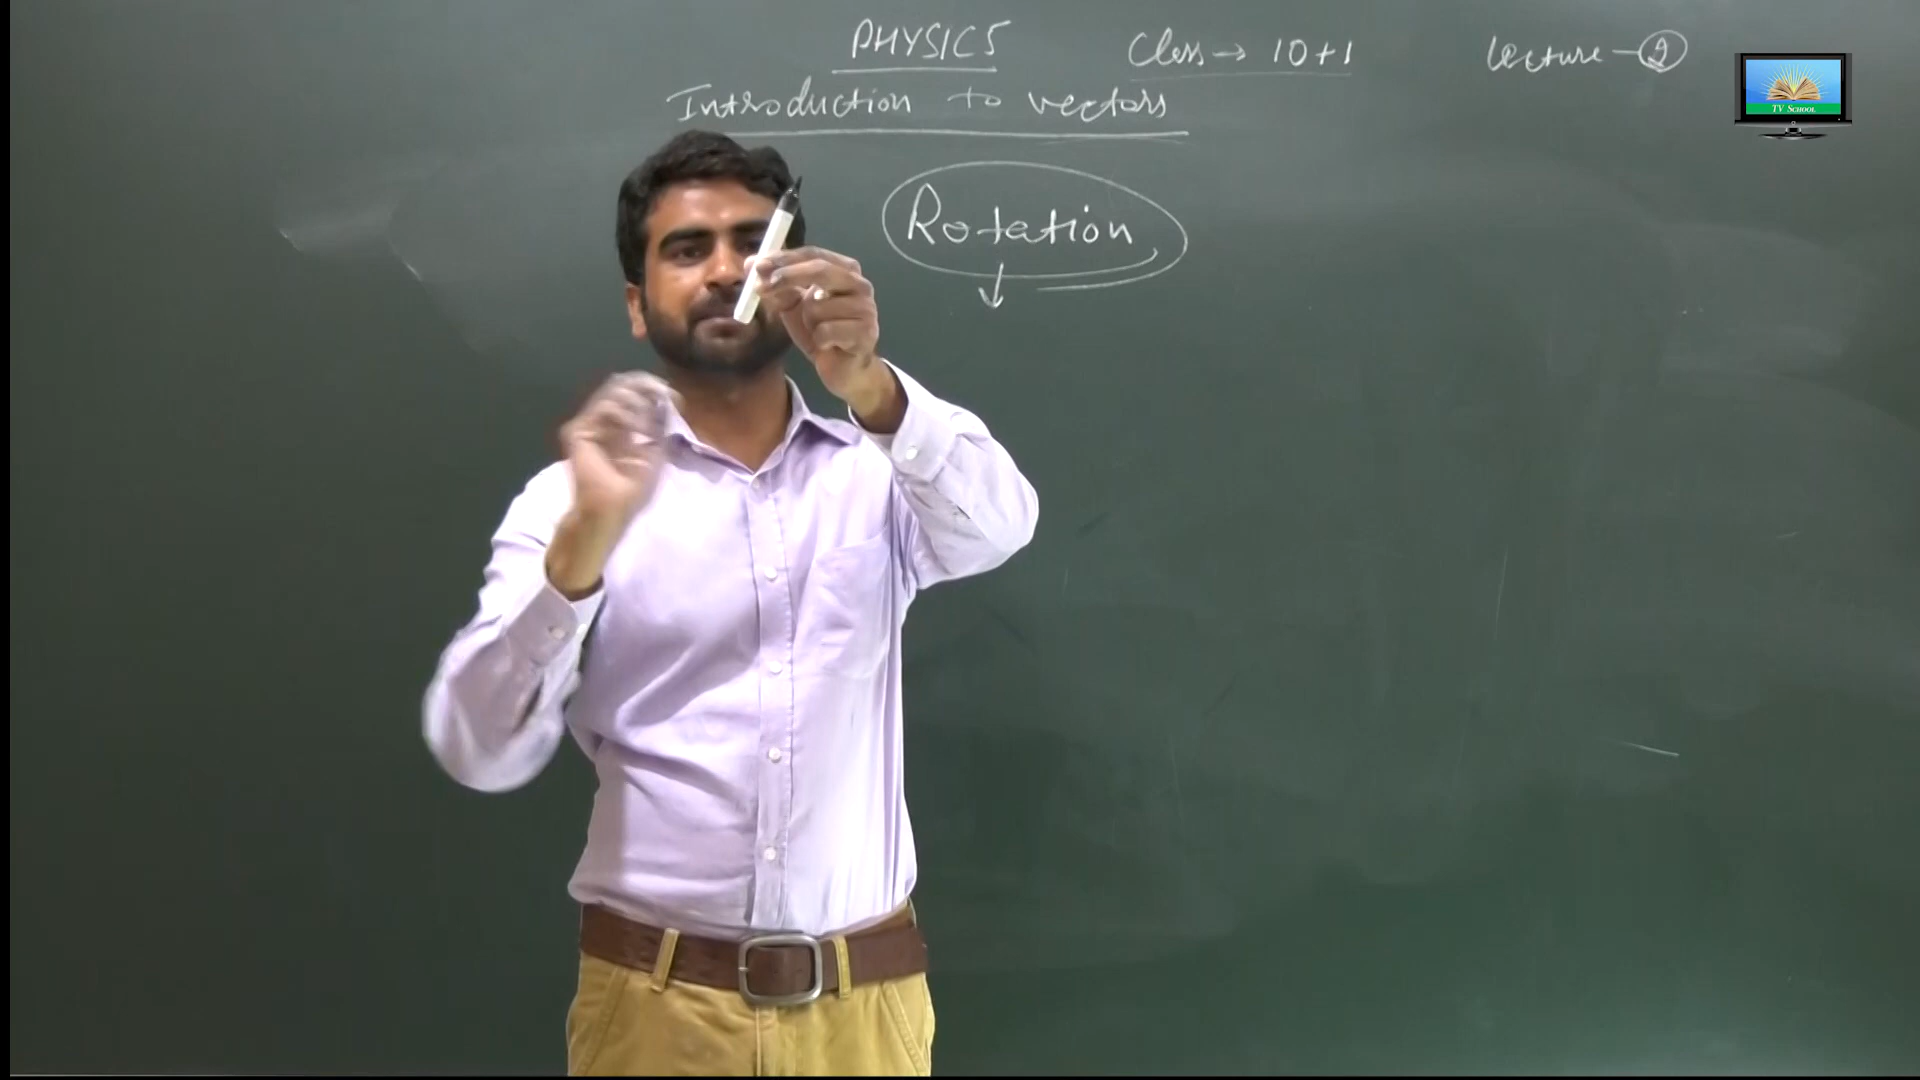 PHYSICS Class → 10+1 Lecture - 2
Introduction to vectors
Rotation
TV SCHOOL